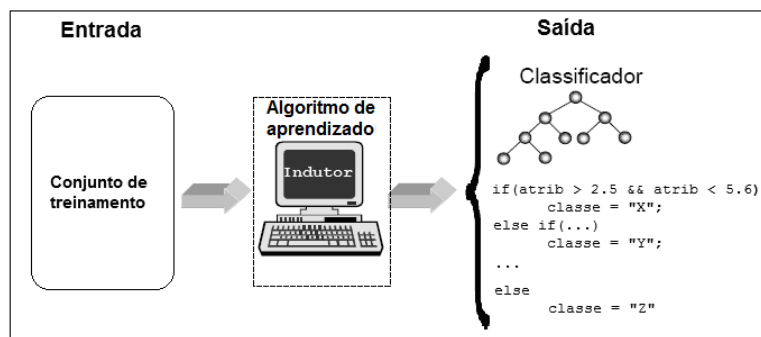 Entrada
Saída
Conjunto de
treinamento
Algoritmo de
aprendizado
Indutor
Classificador
if(atrib > 2.5 && atrib < 5.6)
classe = "X";
else if(...)
classe = "Y";
...
else
classe = "Z"